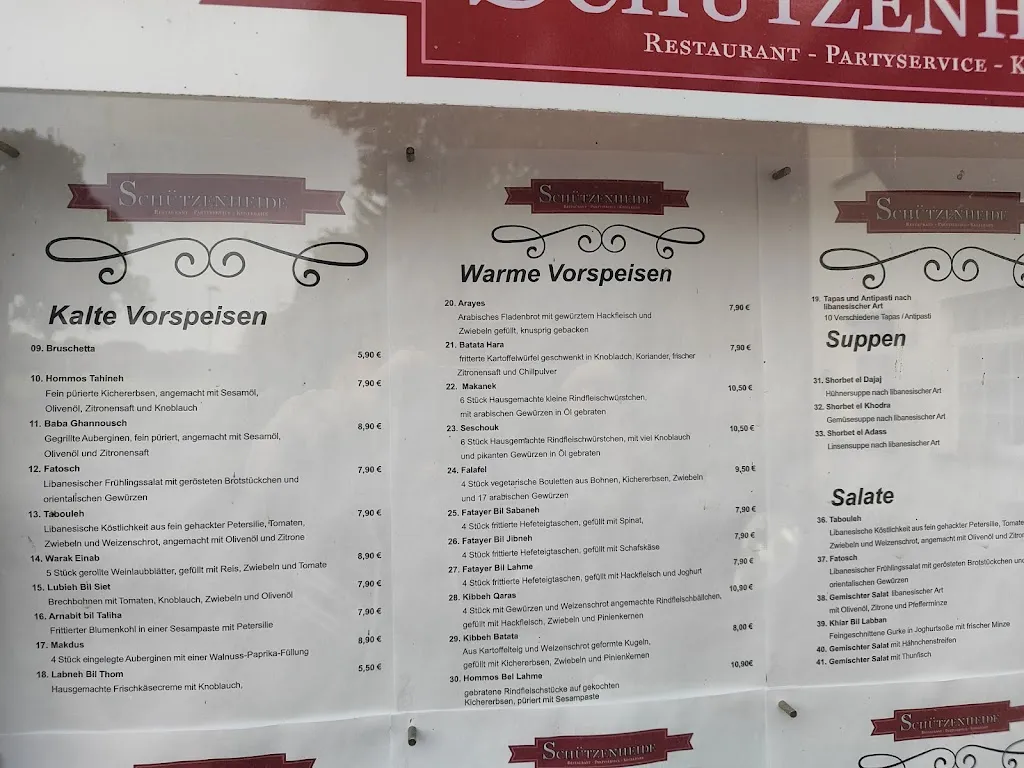 SCHÜTZENH
RESTAURANT - PARTYSERVICE - K
SCHÜTZENHEIDE
RESTAURANT - PARTYSERVICE - KEGELBAHN
Kalte Vorspeisen
09. Bruschetta
5,90 €
10. Hommos Tahineh 7,90 €
Fein pürierte Kichererbsen, angemacht mit Sesamöl,
Olivenöl, Zitronensaft und Knoblauch
11. Baba Ghannousch 8,90 €
Gegrillte Auberginen, fein püriert, angemacht mit Sesamöl,
Olivenöl und Zitronensaft
12. Fatosch 7,90 €
Libanesischer Frühlingssalat mit gerösteten Brotstückchen und
orientalischen Gewürzen
13. Tabouleh 7,90 €
Libanesische Köstlichkeit aus fein gehackter Petersilie, Tomaten,
Zwiebeln und Weizenschrot, angemacht mit Olivenöl und Zitrone
14. Warak Einab 8,90 €
5 Stück gerollte Weinlaubblätter, gefüllt mit Reis, Zwiebeln und Tomate
15. Lubieh Bil Siet 7,90 €
Brechbohnen mit Tomaten, Knoblauch, Zwiebeln und Olivenöl
16. Arnabit bil Taliha 7,90 €
Frittierter Blumenkohl in einer Sesampaste mit Petersilie
17. Makdus 8,90 €
4 Stück eingelegte Auberginen mit einer Walnuss-Paprika-Füllung
18. Labneh Bil Thom 5,50 €
Hausgemachte Frischkäsecreme mit Knoblauch,
SCHÜTZENHEIDE
Warme Vorspeisen
20. Arayes 7,90 €
Arabisches Fladenbrot mit gewürztem Hackfleisch und
Zwiebeln gefüllt, knusprig gebacken
21. Batata Hara 7,90 €
fritterte Kartoffelwürfel geschwenkt in Knobladch, Koriander, frischer
Zitronensaft und Chillpulver
22. Makanek 10,50 €
6 Stück Hausgemachte kleine Rindfleischwürstchen,
mit arabischen Gewürzen in Öl gebraten
23. Seschouk 10,50 €
6 Stück Hausgemachte Rindfleischwürstchen, mit viel Knoblauch
und pikanten Gewürzen in Öl gebraten
24. Falafel 9,50 €
4 Stück vegetarische Bouletten aus Bohnen, Kichererbsen, Zwiebeln
und 17 arabischen Gewürzen
25. Fatayer Bil Sabaneh 7,90 €
4 Stück frittierte Hefeteigtaschen, gefüllt mit Spinat,
26. Fatayer Bil Jibneh 7,90 €
4 Stück frittierte Hefeteigtaschen, gefüllt mit Schafskäse
27. Fatayer Bil Lahme 7,90 €
4 Stück frittierte Hefeteigtaschen, gefüllt mit Hackfleisch und Joghurt
28. Kibbeh Qaras 10,90 €
4 Stück mit Gewürzen und Weizenschrot angemachte Rindfleischbällchen,
gefüllt mit Hackfleisch, Zwiebeln und Pinienkernen
29. Kibbeh Batata 8,00 €
Aus Kartoffelteig und Weizenschrot geformte Kugeln,
gefüllt mit Kichererbsen, Zwiebeln und Pinienkernen
30. Hommos Bel Lahme 10,90€
gebratene Rindfleischstücke auf gekochten
Kichererbsen, püriert mit Sesampaste
SCHÜTZENHEIDE
19. Tapas und Antipasti nach
libanesischer Art
10 Verschiedene Tapas / Antipasti
Suppen
31. Shorbet el Dajaj
Hühnersuppe nach libanesischer Art
32. Shorbet el Khodra
Gemüsesuppe nach libanesischer Art
33. Shorbet el Adass
Linsensuppe nach libanesischer Art
Salate
36. Tabouleh
Libanesische Köstlichkeit aus fein gehackter Petersilie, Tomate
Zwiebeln und Weizenschrot, angemacht mit Olivenöl und Zitron
37. Fatosch
Libanesischer Frühlingssalat mit gerösteten Brotstückchen und
orientalischen Gewürzen
38. Gemischter Salat libanesischer Art
mit Olivenöl, Zitrone und Pfefferminze
39. Khiar Bil Labban
Feingeschnittene Gurke in Joghurtsoße mit frischer Minze
40. Gemischter Salat mit Hähnchenstreifen
41. Gemischter Salat mit Thunfisch
SCHÜTZENHEIDE
SCHÜTZENHEIDE